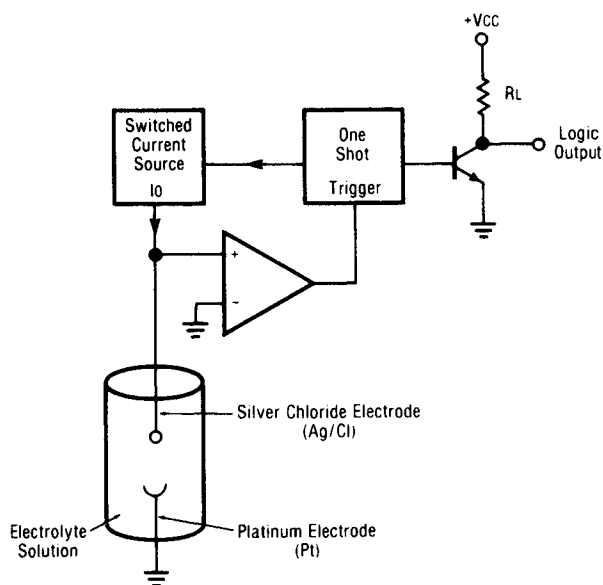 +VCC
RL
Logic
Output
Switched
Current
Source
IO
One
Shot
Trigger
+
-
Silver Chloride Electrode
(Ag/Cl)
Electrolyte
Solution
Platinum Electrode
(Pt)